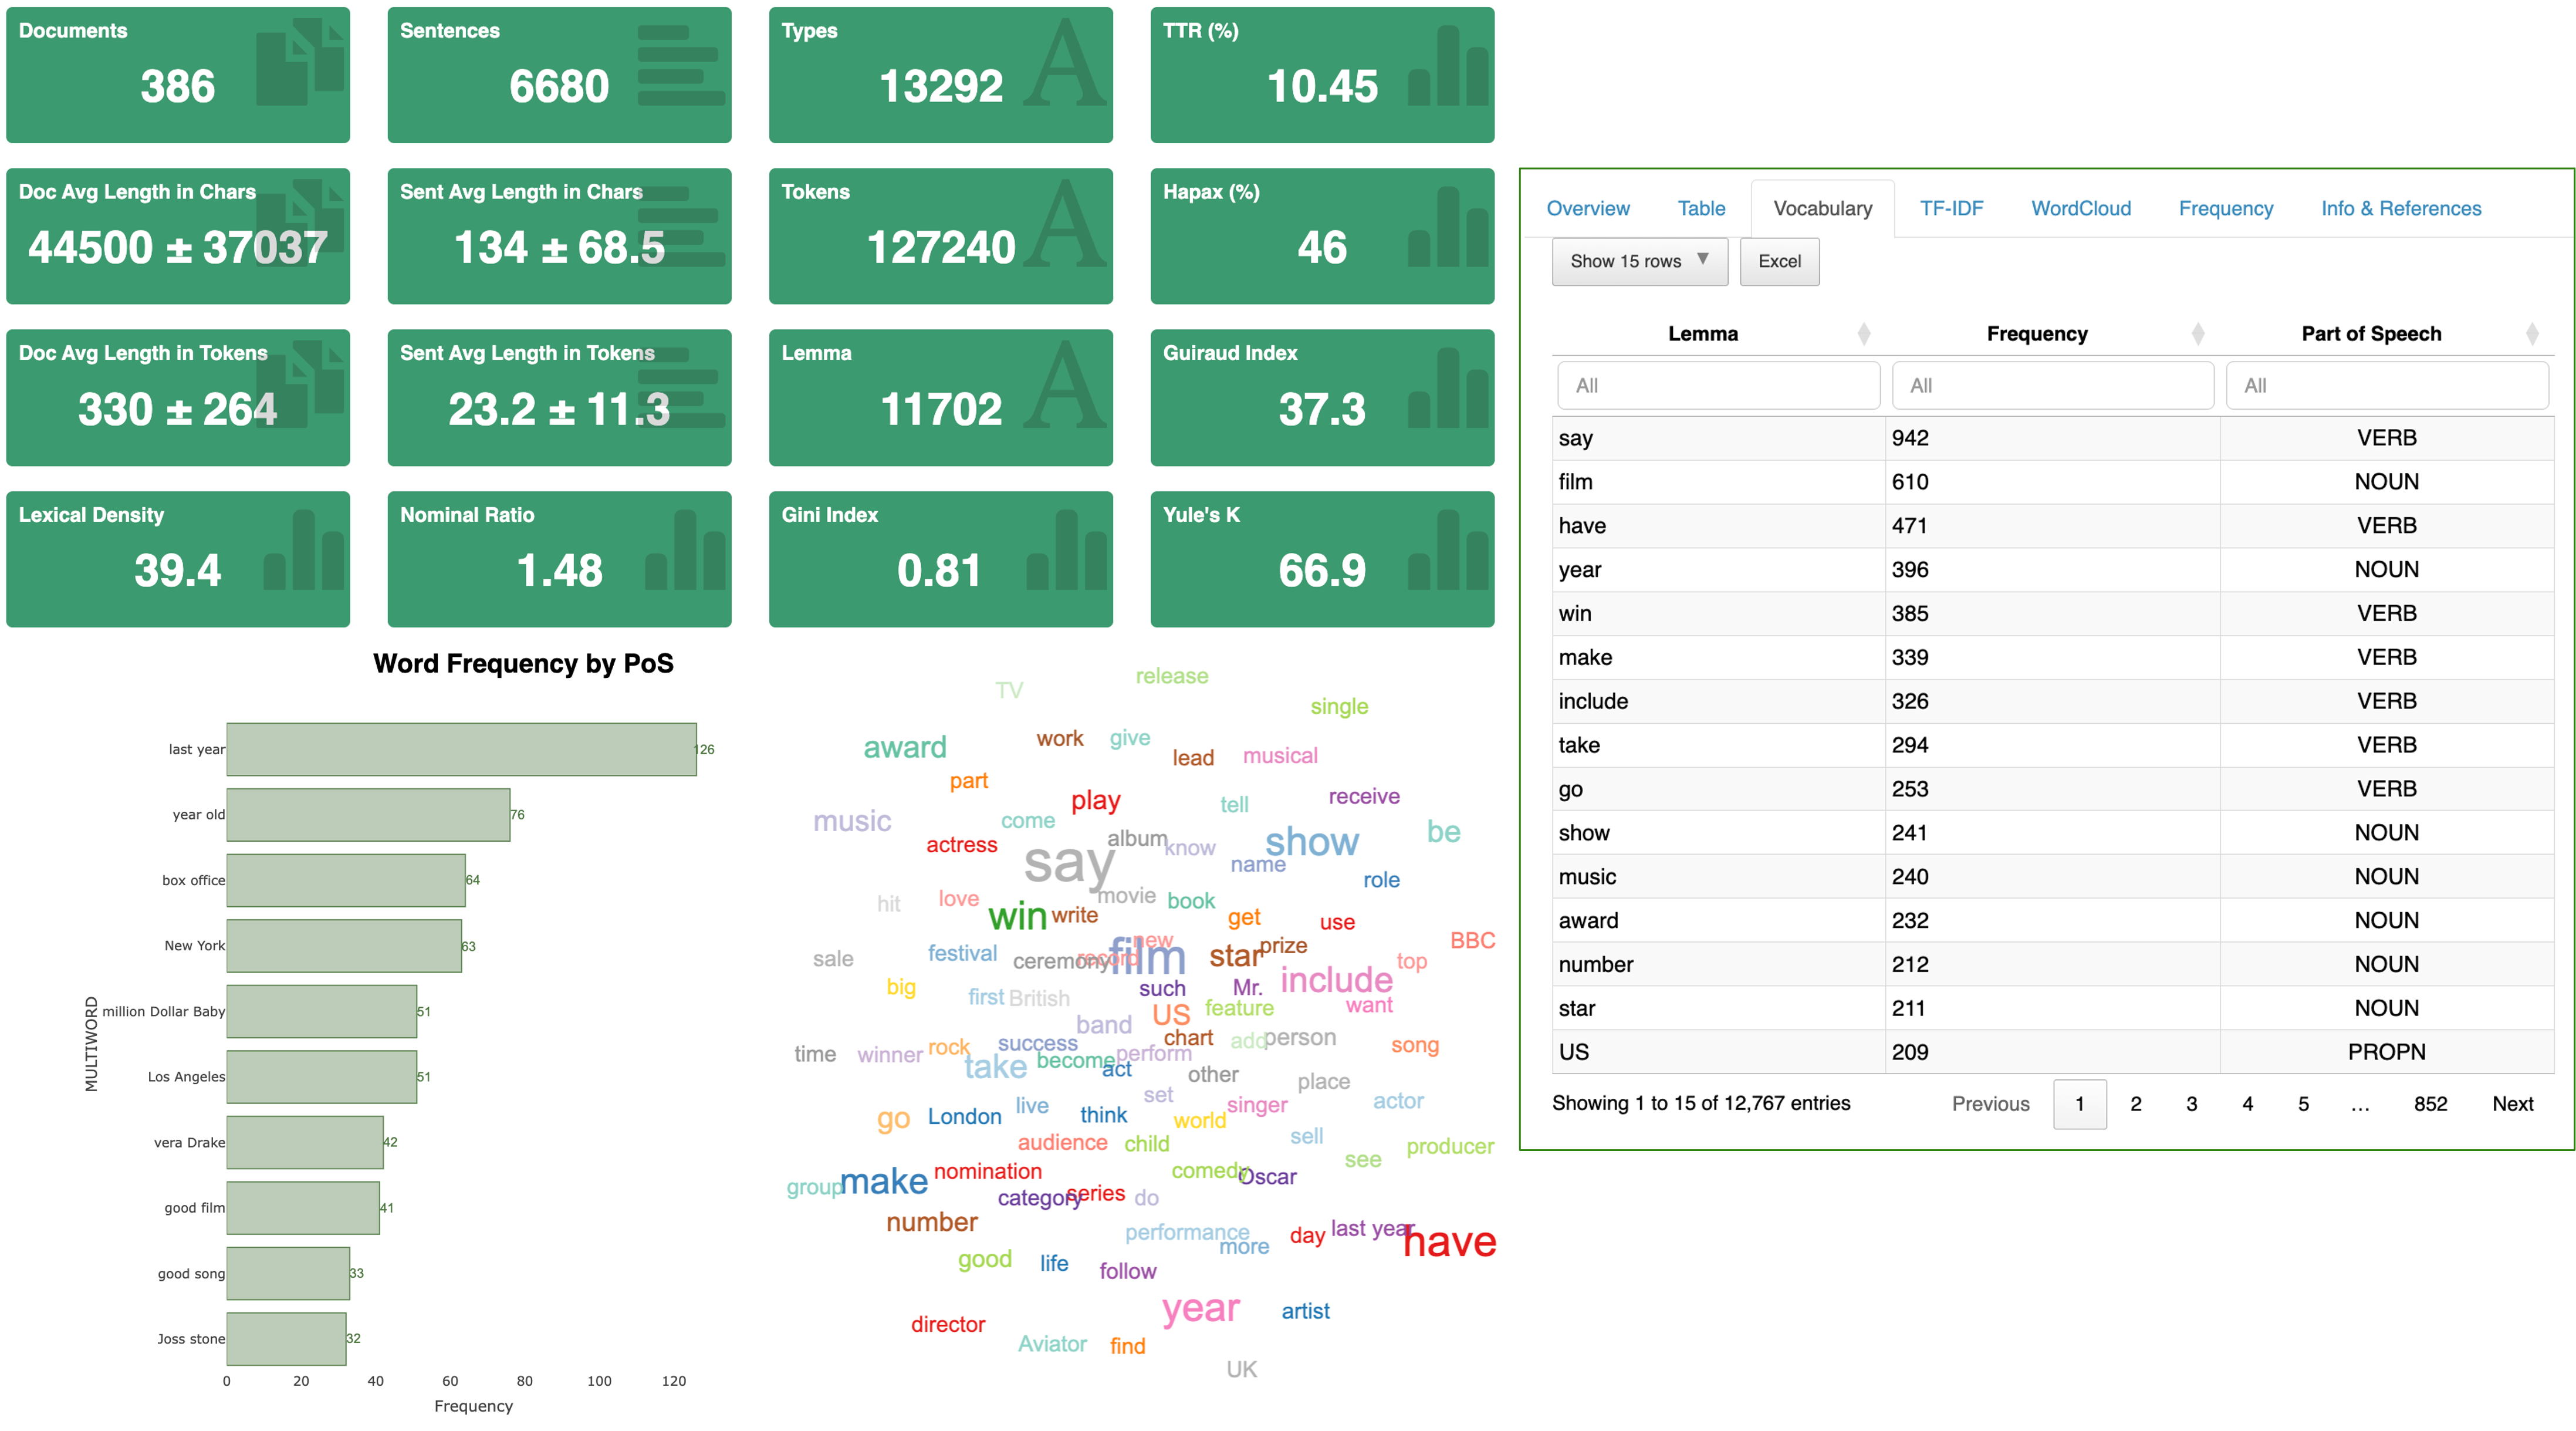 Documents
386
Sentences
6680
Types
13292
TTR (%)
10.45
Doc Avg Length in Chars
44500 ± 37037
Sent Avg Length in Chars
134 ± 68.5
Tokens
127240
Hapax (%)
46
Doc Avg Length in Tokens
330 ± 264
Sent Avg Length in Tokens
23.2 ± 11.3
Lemma
11702
Guiraud Index
37.3
Lexical Density
39.4
Nominal Ratio
1.48
Gini Index
0.81
Yule's K
66.9
Word Frequency by PoS
MULTIWORD
last year 126
year old 76
box office 64
New York 63
million Dollar Baby 51
Los Angeles 51
vera Drake 42
good film 41
good song 33
Joss stone 32
0 20 40 60 80 100 120
Frequency
release
TV
single
work give
award
lead musical
part
play tell receive
music come
show be
album
actress know
say name
role
movie book
hit love
win write get use
new BBC
festival star prize
sale ceremony record film top
include
big such Mr.
first British feature want
US
band
chart add person
success song
time winner rock become perform
take act other
place
set
live singer actor
go London think world
audience child sell
see producer
nomination comedy Oscar
group make
category series do
number
performance day last year
more have
good life follow
year artist
director
Aviator find
UK
Overview Table Vocabulary TF-IDF WordCloud Frequency Info & References
Show 15 rows Excel
Lemma Frequency Part of Speech
All All All
say 942 VERB
film 610 NOUN
have 471 VERB
year 396 NOUN
win 385 VERB
make 339 VERB
include 326 VERB
take 294 VERB
go 253 VERB
show 241 NOUN
music 240 NOUN
award 232 NOUN
number 212 NOUN
star 211 NOUN
US 209 PROPN
Showing 1 to 15 of 12,767 entries Previous 1 2 3 4 5 … 852 Next